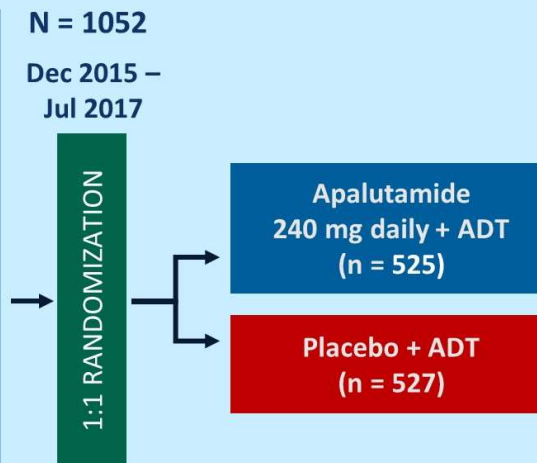 N = 1052
Dec 2015 –
Jul 2017
1:1 RANDOMIZATION
Apalutamide
240 mg daily + ADT
(n = 525)
Placebo + ADT
(n = 527)